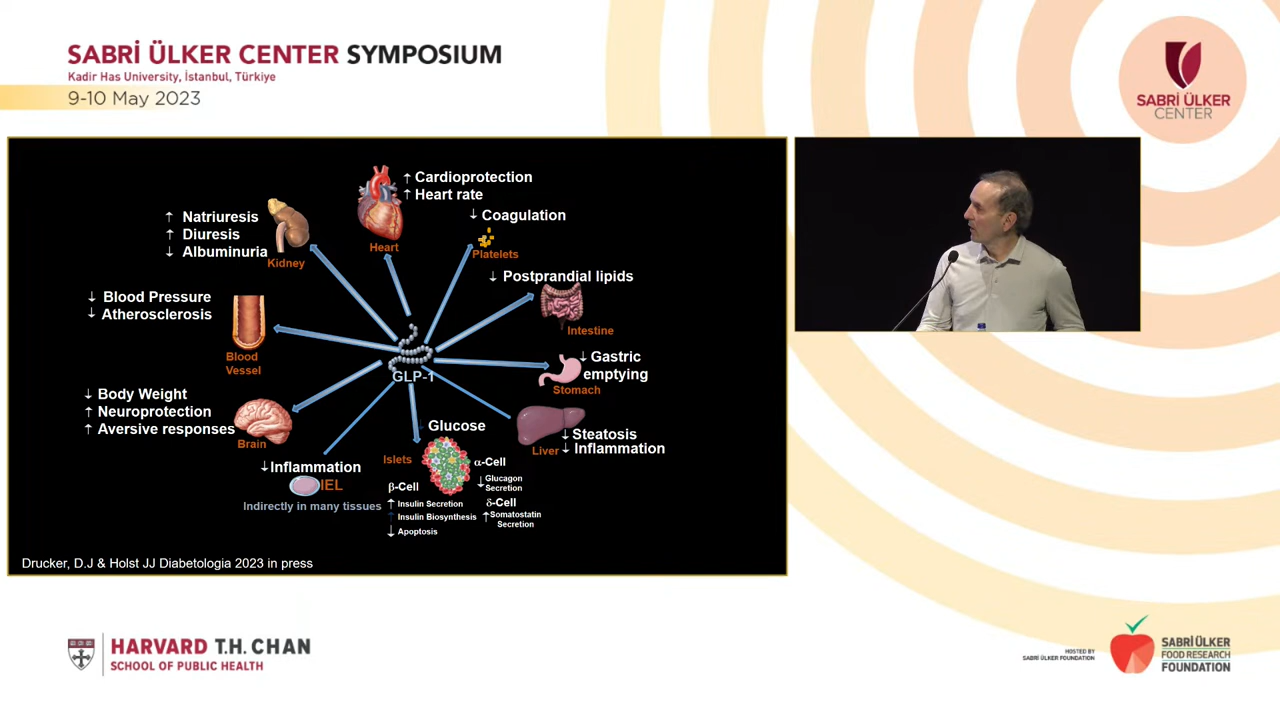 SABRİ ÜLKER CENTER SYMPOSIUM
Kadir Has University, İstanbul, Türkiye
9-10 May 2023
SABRİ ÜLKER
CENTER
↑ Cardioprotection
↑ Heart rate
Heart
↑ Natriuresis
↑ Diuresis
↓ Albuminuria
Kidney
↓ Coagulation
Platelets
↓ Postprandial lipids
Intestine
↓ Blood Pressure
↓ Atherosclerosis
Blood
Vessel
↓ Gastric
emptying
Stomach
GLP-1
↓ Body Weight
↑ Neuroprotection
↑ Aversive responses
Brain
↓ Steatosis
↓ Inflammation
Liver
↓ Glucose
Islets
↓Inflammation
IEL
Indirectly in many tissues
β-Cell
↑ Insulin Secretion
↑ Insulin Biosynthesis
↓ Apoptosis
α-Cell
↓ Glucagon
Secretion
δ-Cell
↑ Somatostatin
Secretion
Drucker, D.J & Holst JJ Diabetologia 2023 in press
HARVARD T.H. CHAN
SCHOOL OF PUBLIC HEALTH
HOSTED BY
SABRİ ÜLKER FOUNDATION
SABRİ ÜLKER
FOOD RESEARCH
FOUNDATION